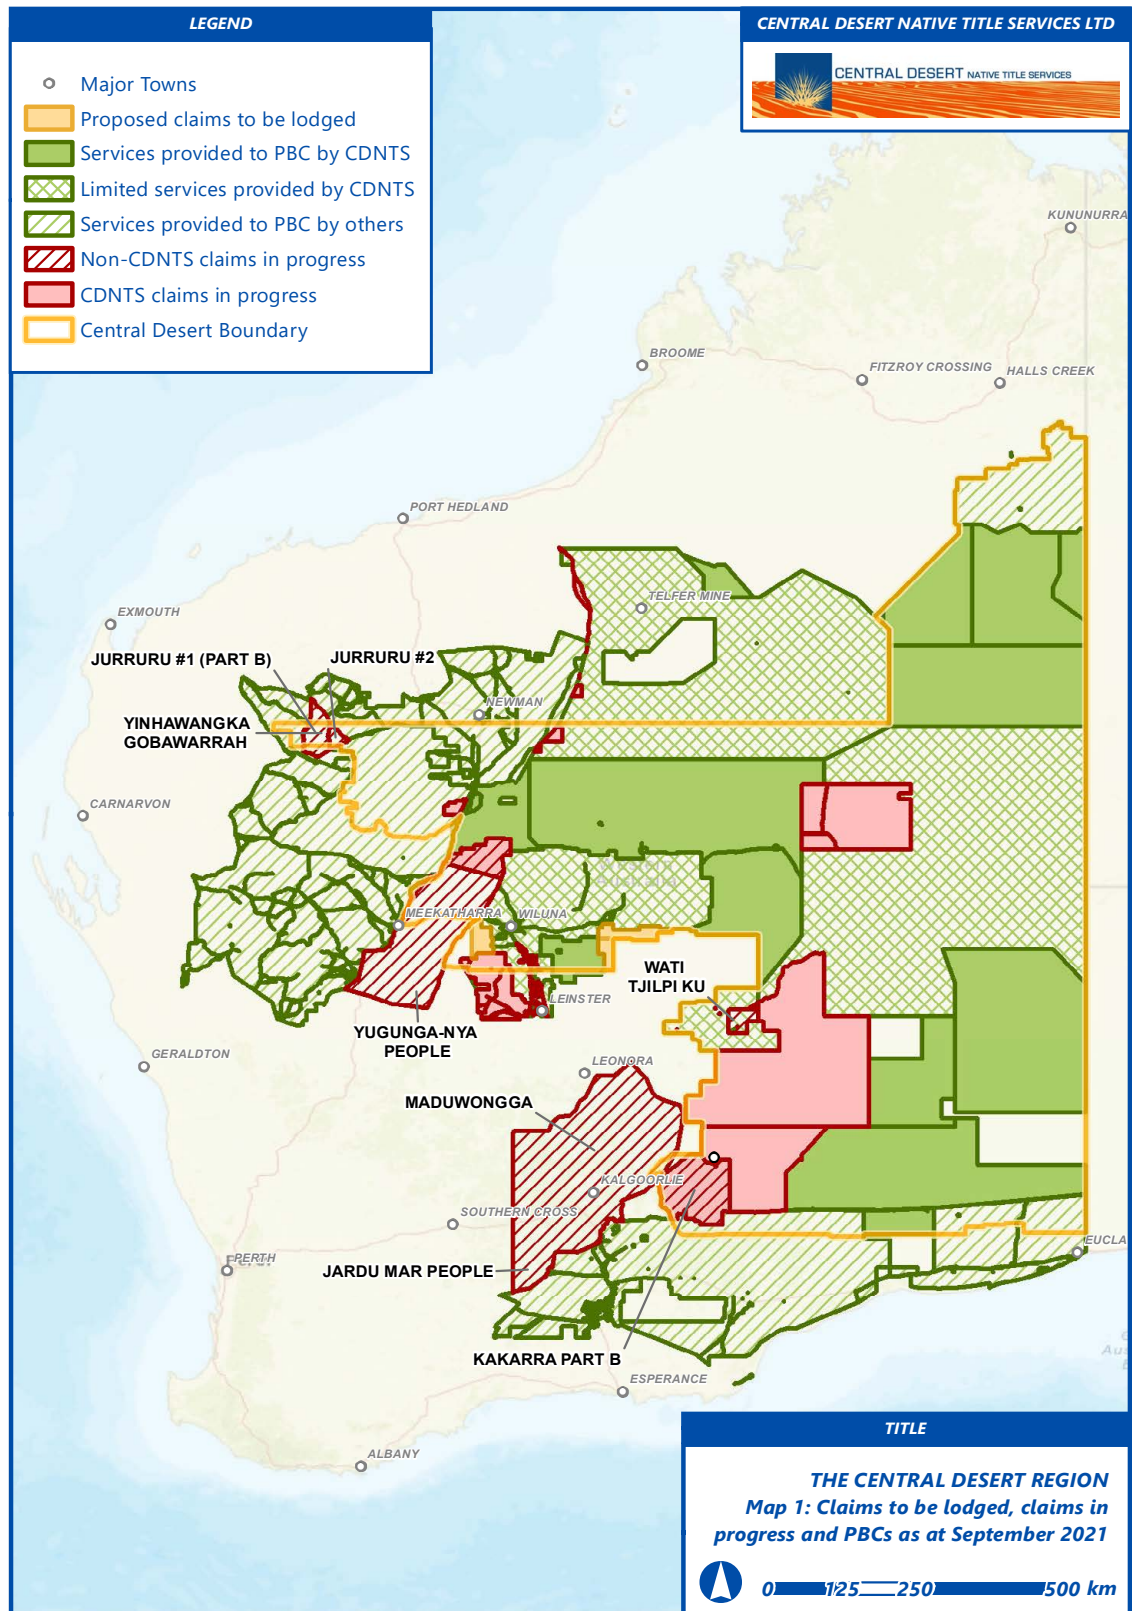 LEGEND
Major Towns
Proposed claims to be lodged
Services provided to PBC by CDNTS
Limited services provided by CDNTS
Services provided to PBC by others
Non-CDNTS claims in progress
CDNTS claims in progress
Central Desert Boundary
CENTRAL DESERT NATIVE TITLE SERVICES LTD
CENTRAL DESERT NATIVE TITLE SERVICES
KUNUNURRA
BROOME
FITZROY CROSSING
HALLS CREEK
PORT HEDLAND
TELFER MINE
EXMOUTH
JURRURU #1 (PART B)
JURRURU #2
NEWMAN
YINHAWANGKA
GOBAWARRAH
CARNARVON
MEEKATHARRA
WILUNA
WATI
TJILPI KU
LEINSTER
YUGUNGA-NYA
PEOPLE
GERALDTON
LEONORA
MADUWONGGA
KALGOORLIE
SOUTHERN CROSS
EUCLA
PERTH
JARDU MAR PEOPLE
KAKARRA PART B
ESPERANCE
ALBANY
TITLE
THE CENTRAL DESERT REGION
Map 1: Claims to be lodged, claims in
progress and PBCs as at September 2021
0 125 250 500 km